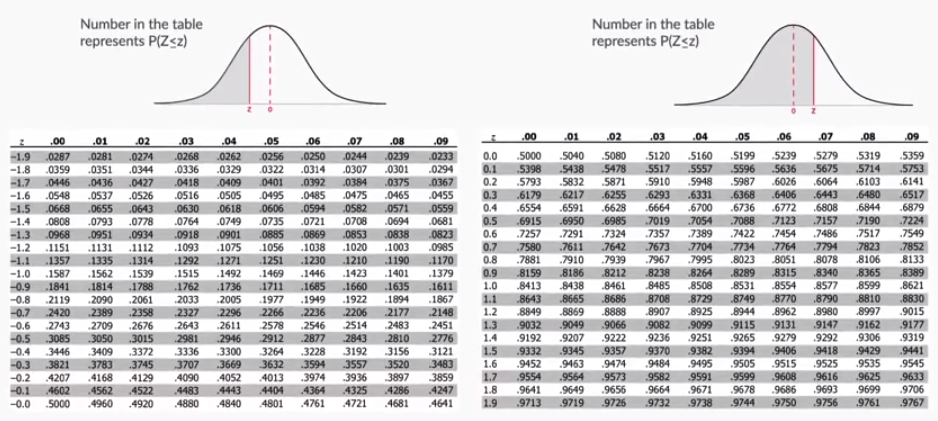 Number in the table
represents P(Z≤z)
z 0
z .00 .01 .02 .03 .04 .05 .06 .07 .08 .09
−1.9 .0287 .0281 .0274 .0268 .0262 .0256 .0250 .0244 .0239 .0233
−1.8 .0359 .0351 .0344 .0336 .0329 .0322 .0314 .0307 .0301 .0294
−1.7 .0446 .0436 .0427 .0418 .0409 .0401 .0392 .0384 .0375 .0367
−1.6 .0548 .0537 .0526 .0516 .0505 .0495 .0485 .0475 .0465 .0455
−1.5 .0668 .0655 .0643 .0630 .0618 .0606 .0594 .0582 .0571 .0559
−1.4 .0808 .0793 .0778 .0764 .0749 .0735 .0721 .0708 .0694 .0681
−1.3 .0968 .0951 .0934 .0918 .0901 .0885 .0869 .0853 .0838 .0823
−1.2 .1151 .1131 .1112 .1093 .1075 .1056 .1038 .1020 .1003 .0985
−1.1 .1357 .1335 .1314 .1292 .1271 .1251 .1230 .1210 .1190 .1170
−1.0 .1587 .1562 .1539 .1515 .1492 .1469 .1446 .1423 .1401 .1379
−0.9 .1841 .1814 .1788 .1762 .1736 .1711 .1685 .1660 .1635 .1611
−0.8 .2119 .2090 .2061 .2033 .2005 .1977 .1949 .1922 .1894 .1867
−0.7 .2420 .2389 .2358 .2327 .2296 .2266 .2236 .2206 .2177 .2148
−0.6 .2743 .2709 .2676 .2643 .2611 .2578 .2546 .2514 .2483 .2451
−0.5 .3085 .3050 .3015 .2981 .2946 .2912 .2877 .2843 .2810 .2776
−0.4 .3446 .3409 .3372 .3336 .3300 .3264 .3228 .3192 .3156 .3121
−0.3 .3821 .3783 .3745 .3707 .3669 .3632 .3594 .3557 .3520 .3483
−0.2 .4207 .4168 .4129 .4090 .4052 .4013 .3974 .3936 .3897 .3859
−0.1 .4602 .4562 .4522 .4483 .4443 .4404 .4364 .4325 .4286 .4247
−0.0 .5000 .4960 .4920 .4880 .4840 .4801 .4761 .4721 .4681 .4641
Number in the table
represents P(Z≤z)
0 z
z .00 .01 .02 .03 .04 .05 .06 .07 .08 .09
0.0 .5000 .5040 .5080 .5120 .5160 .5199 .5239 .5279 .5319 .5359
0.1 .5398 .5438 .5478 .5517 .5557 .5596 .5636 .5675 .5714 .5753
0.2 .5793 .5832 .5871 .5910 .5948 .5987 .6026 .6064 .6103 .6141
0.3 .6179 .6217 .6255 .6293 .6331 .6368 .6406 .6443 .6480 .6517
0.4 .6554 .6591 .6628 .6664 .6700 .6736 .6772 .6808 .6844 .6879
0.5 .6915 .6950 .6985 .7019 .7054 .7088 .7123 .7157 .7190 .7224
0.6 .7257 .7291 .7324 .7357 .7389 .7422 .7454 .7486 .7517 .7549
0.7 .7580 .7611 .7642 .7673 .7704 .7734 .7764 .7794 .7823 .7852
0.8 .7881 .7910 .7939 .7967 .7995 .8023 .8051 .8078 .8106 .8133
0.9 .8159 .8186 .8212 .8238 .8264 .8289 .8315 .8340 .8365 .8389
1.0 .8413 .8438 .8461 .8485 .8508 .8531 .8554 .8577 .8599 .8621
1.1 .8643 .8665 .8686 .8708 .8729 .8749 .8770 .8790 .8810 .8830
1.2 .8849 .8869 .8888 .8907 .8925 .8944 .8962 .8980 .8997 .9015
1.3 .9032 .9049 .9066 .9082 .9099 .9115 .9131 .9147 .9162 .9177
1.4 .9192 .9207 .9222 .9236 .9251 .9265 .9279 .9292 .9306 .9319
1.5 .9332 .9345 .9357 .9370 .9382 .9394 .9406 .9418 .9429 .9441
1.6 .9452 .9463 .9474 .9484 .9495 .9505 .9515 .9525 .9535 .9545
1.7 .9554 .9564 .9573 .9582 .9591 .9599 .9608 .9616 .9625 .9633
1.8 .9641 .9649 .9656 .9664 .9671 .9678 .9686 .9693 .9699 .9706
1.9 .9713 .9719 .9726 .9732 .9738 .9744 .9750 .9756 .9761 .9767